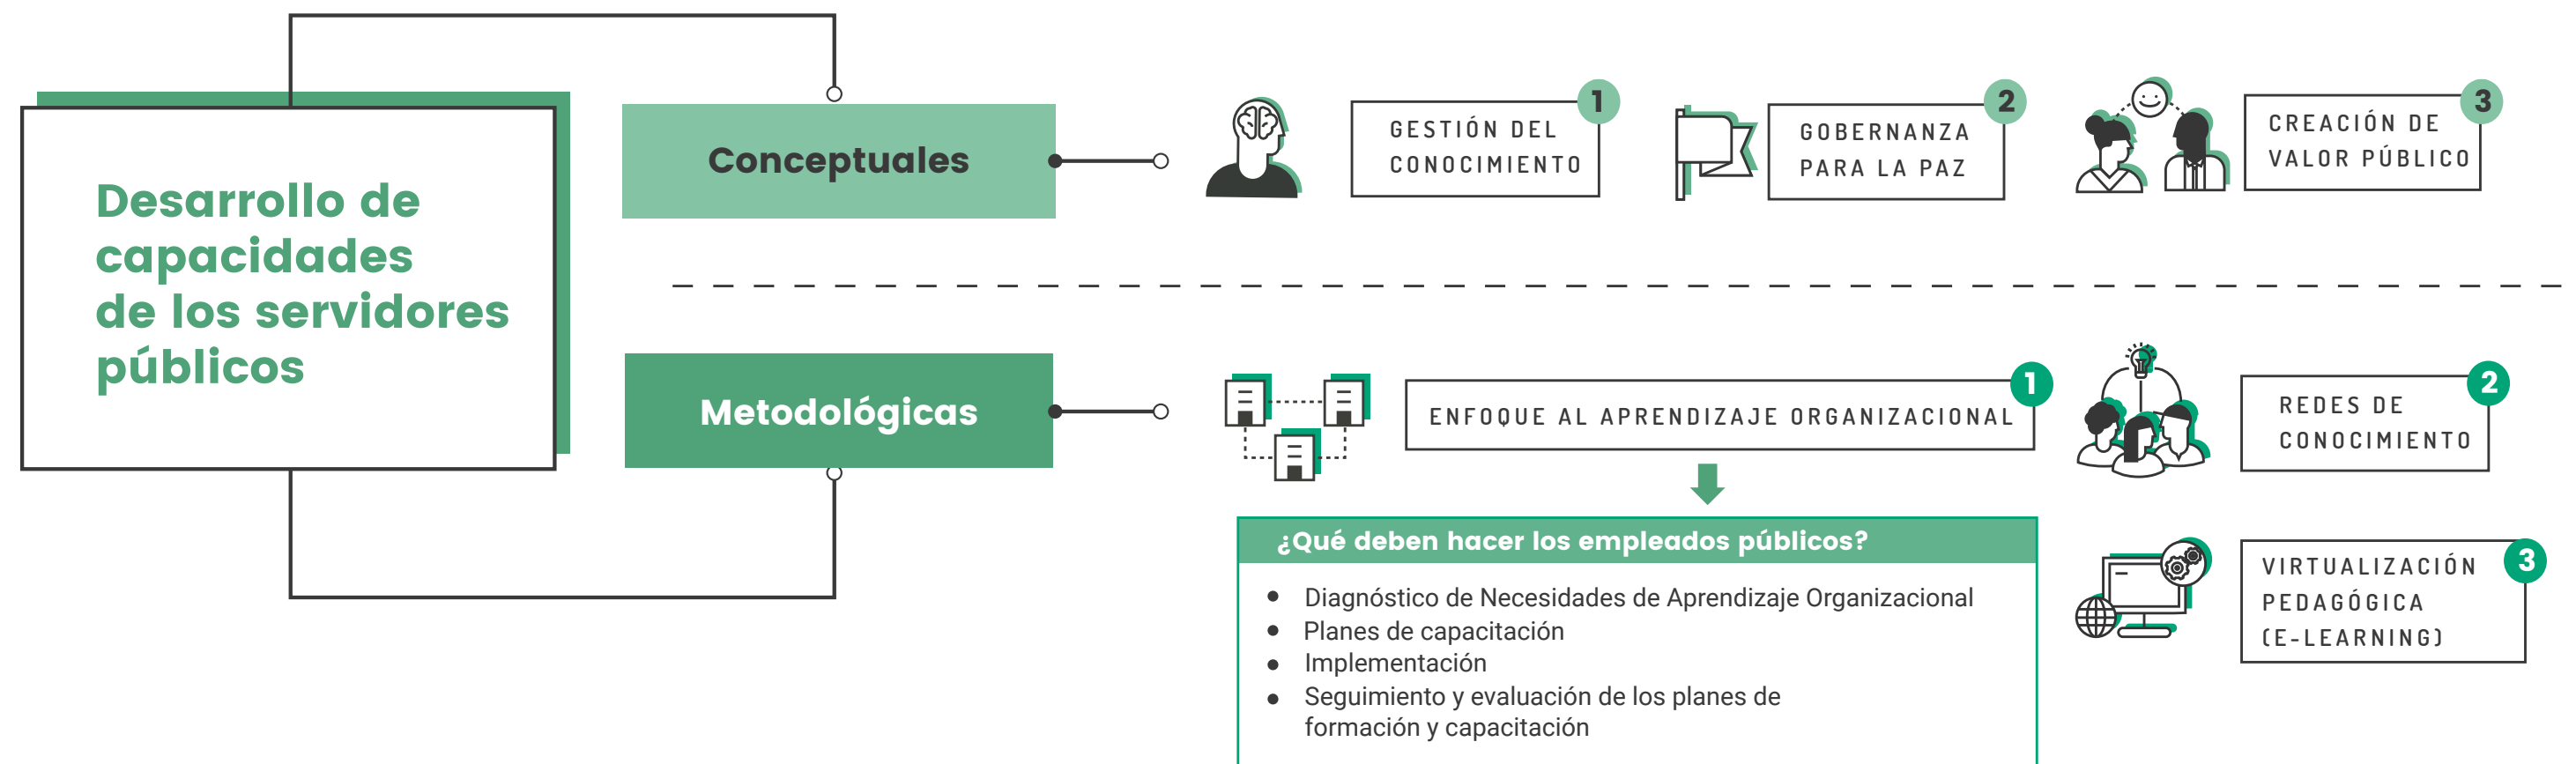 Desarrollo de
capacidades
de los servidores
públicos
Conceptuales
1
GESTIÓN DEL
CONOCIMIENTO
2
GOBERNANZA
PARA LA PAZ
3
CREACIÓN DE
VALOR PÚBLICO
Metodológicas
1
ENFOQUE AL APRENDIZAJE ORGANIZACIONAL
¿Qué deben hacer los empleados públicos?
• Diagnóstico de Necesidades de Aprendizaje Organizacional
• Planes de capacitación
• Implementación
• Seguimiento y evaluación de los planes de
formación y capacitación
2
REDES DE
CONOCIMIENTO
3
VIRTUALIZACIÓN
PEDAGÓGICA
(E-LEARNING)